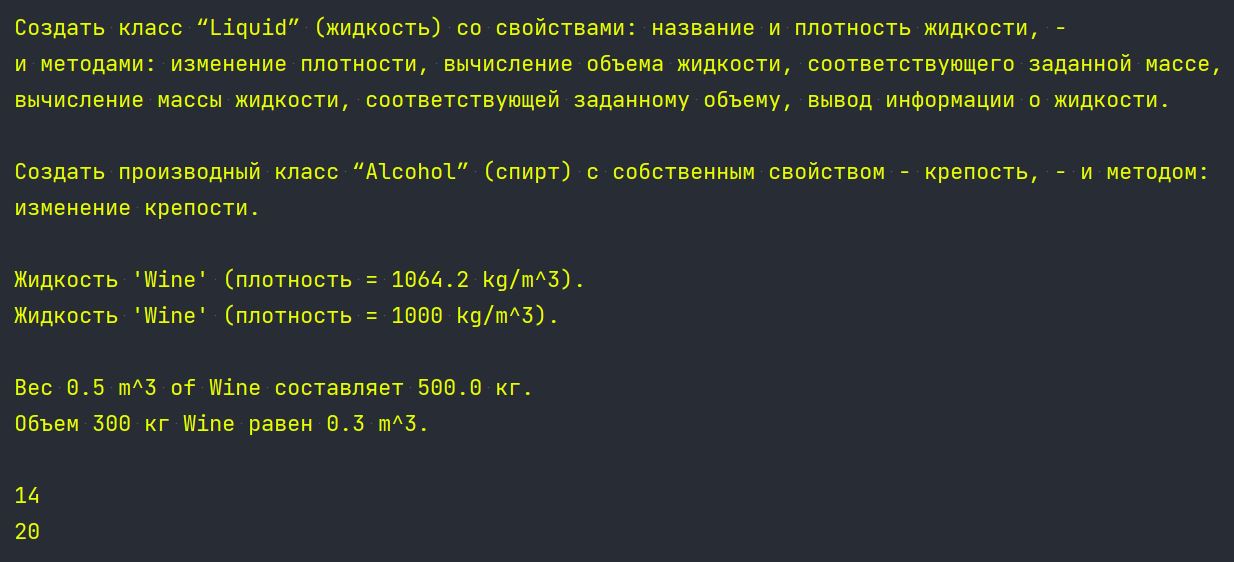 Создать класс “Liquid” (жидкость) со свойствами: название и плотность жидкости, -
и методами: изменение плотности, вычисление объема жидкости, соответствующего заданной массе,
вычисление массы жидкости, соответствующей заданному объему, вывод информации о жидкости.
Создать производный класс “Alcohol” (спирт) с собственным свойством - крепость, - и методом:
изменение крепости.
Жидкость 'Wine' (плотность = 1064.2 kg/m^3).
Жидкость 'Wine' (плотность = 1000 kg/m^3).
Вес 0.5 m^3 of Wine составляет 500.0 кг.
Объем 300 кг Wine равен 0.3 m^3.
14
20